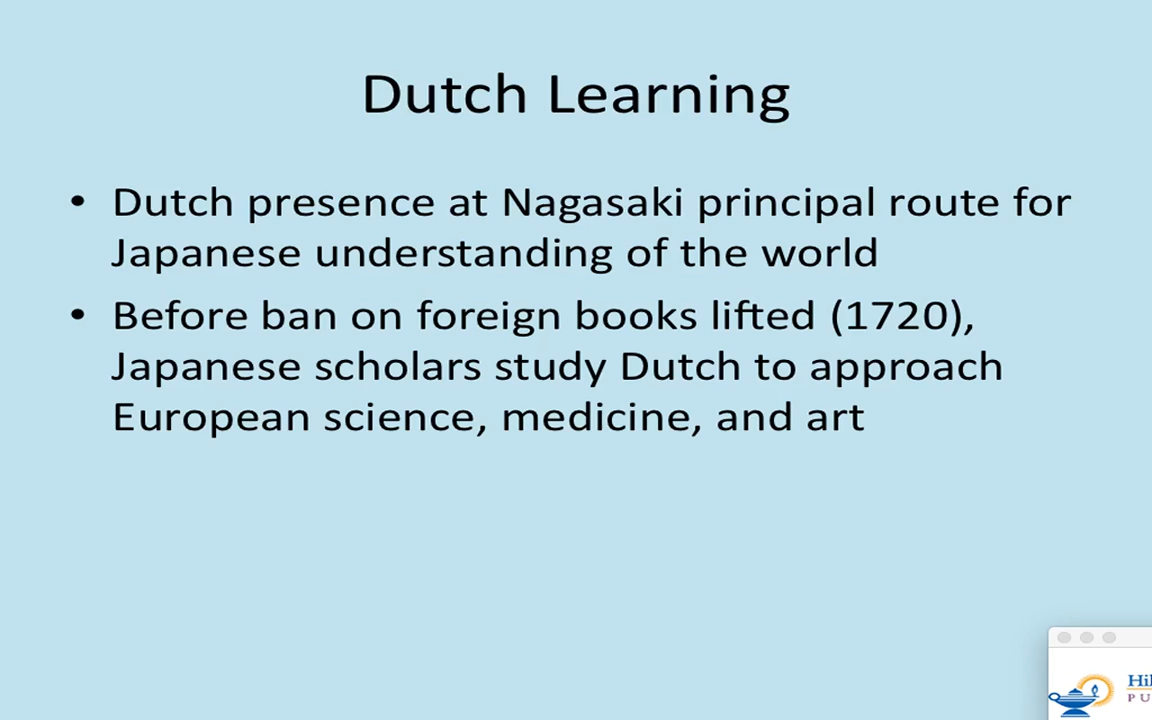 Dutch Learning
• Dutch presence at Nagasaki principal route for
Japanese understanding of the world
• Before ban on foreign books lifted (1720),
Japanese scholars study Dutch to approach
European science, medicine, and art